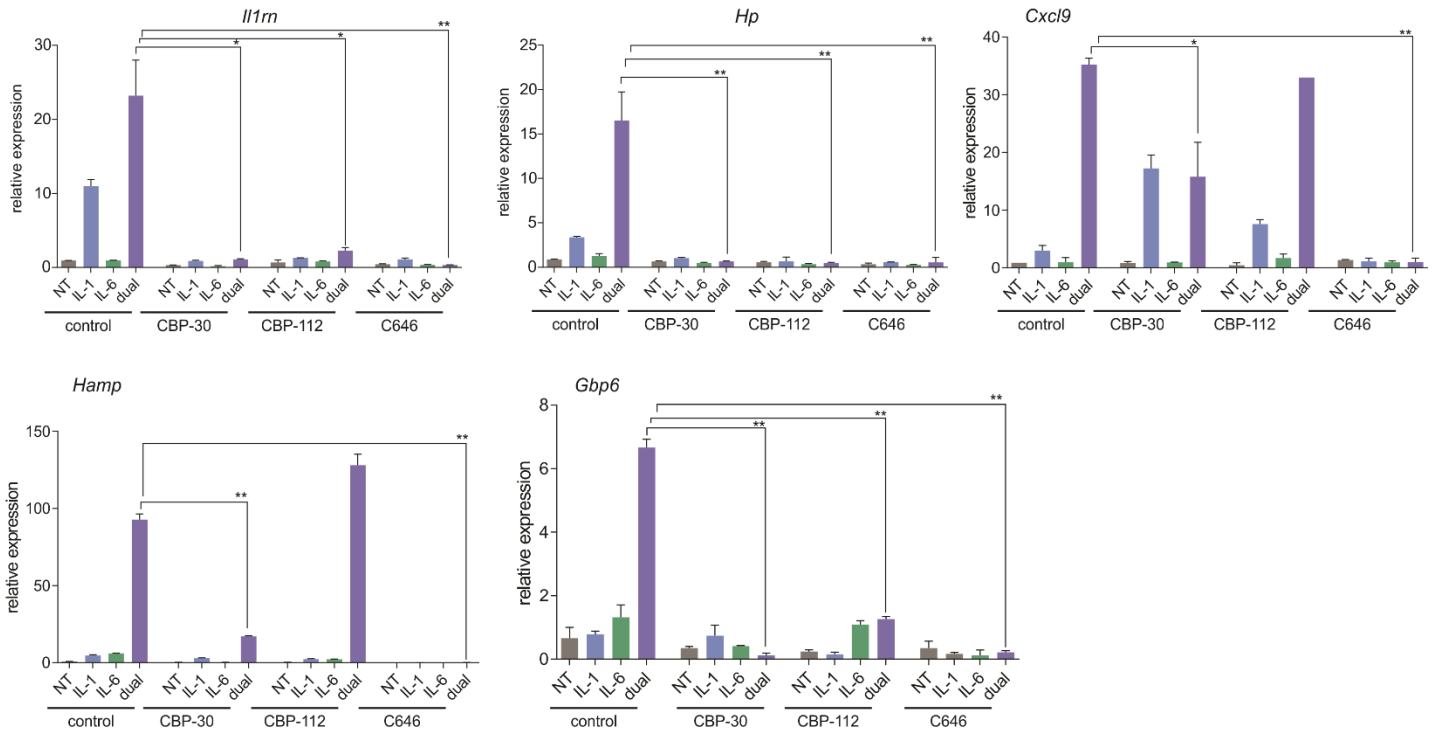 Il1rn
relative expression
30
20
10
0
* * **
NT IL-1 IL-6 dual NT IL-1 IL-6 dual NT IL-1 IL-6 dual NT IL-1 IL-6 dual
control CBP-30 CBP-112 C646
Hp
relative expression
25
20
15
10
5
0
** ** **
NT IL-1 IL-6 dual NT IL-1 IL-6 dual NT IL-1 IL-6 dual NT IL-1 IL-6 dual
control CBP-30 CBP-112 C646
Cxcl9
relative expression
40
30
20
10
0
* **
NT IL-1 IL-6 dual NT IL-1 IL-6 dual NT IL-1 IL-6 dual NT IL-1 IL-6 dual
control CBP-30 CBP-112 C646
Hamp
relative expression
150
100
50
0
** **
NT IL-1 IL-6 dual NT IL-1 IL-6 dual NT IL-1 IL-6 dual NT IL-1 IL-6 dual
control CBP-30 CBP-112 C646
Gbp6
relative expression
8
6
4
2
0
** ** **
NT IL-1 IL-6 dual NT IL-1 IL-6 dual NT IL-1 IL-6 dual NT IL-1 IL-6 dual
control CBP-30 CBP-112 C646